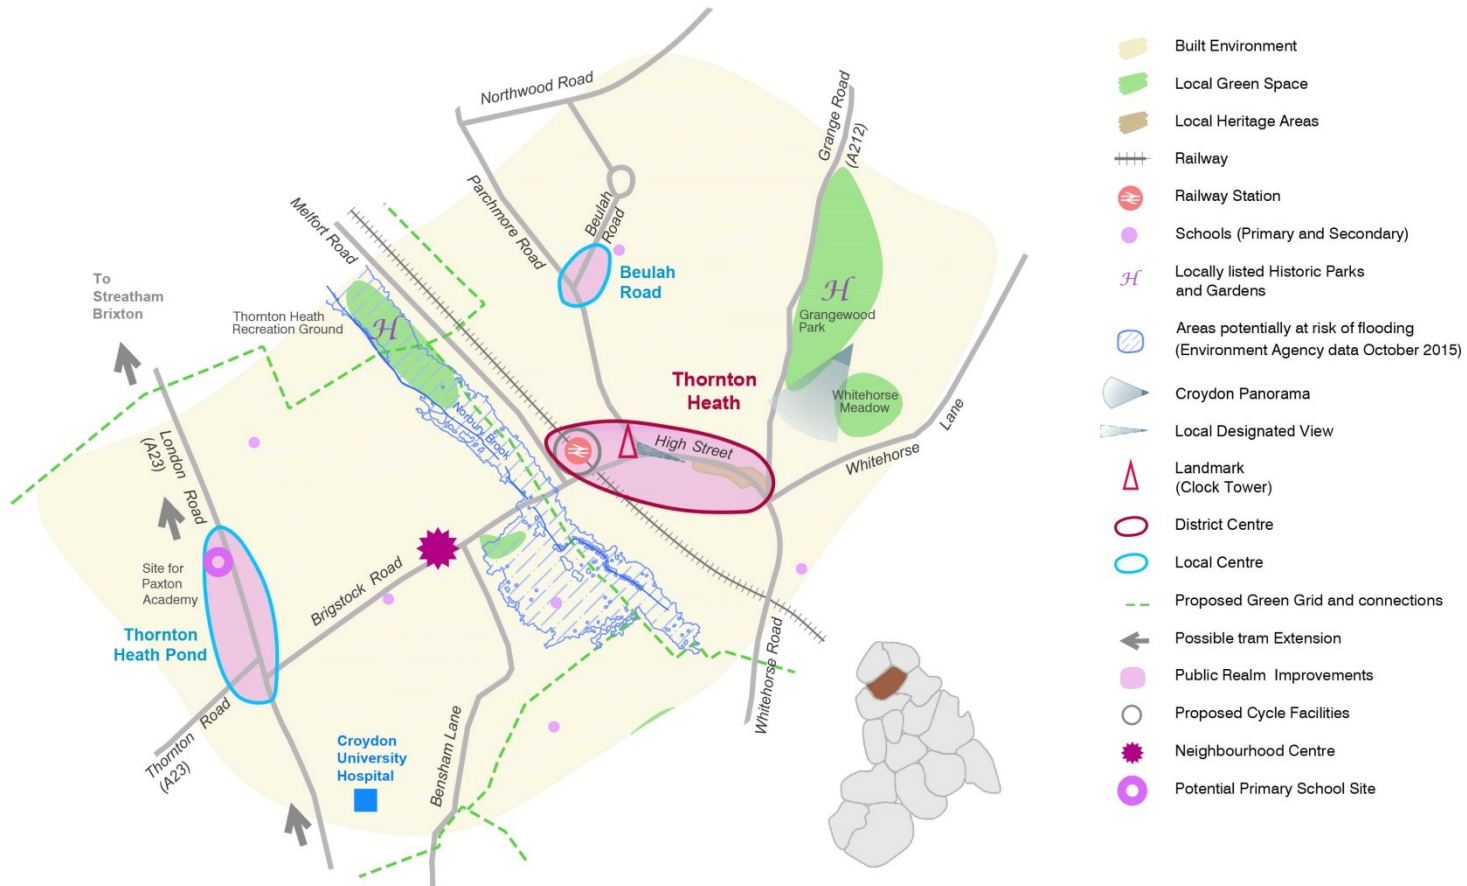 Northwood Road
Grange Road
(A212)
Parchmore Road
Beulah
Road
Melfort Road
Beulah
Road
To
Streatham
Brixton
Thornton Heath
Recreation Ground
H
H
Grangewood
Park
Thornton
Heath
Whitehorse
Meadow
Norbury Brook
High Street
Whitehorse Lane
London Road
(A23)
Site for
Paxton
Academy
Brigstock Road
Thornton
Heath Pond
Thornton Road
(A23)
Croydon
University
Hospital
Bensham Lane
Whitehorse Road
Built Environment
Local Green Space
Local Heritage Areas
Railway
Railway Station
Schools (Primary and Secondary)
H
Locally listed Historic Parks
and Gardens
Areas potentially at risk of flooding
(Environment Agency data October 2015)
Croydon Panorama
Local Designated View
Landmark
(Clock Tower)
District Centre
Local Centre
Proposed Green Grid and connections
Possible tram Extension
Public Realm Improvements
Proposed Cycle Facilities
Neighbourhood Centre
Potential Primary School Site